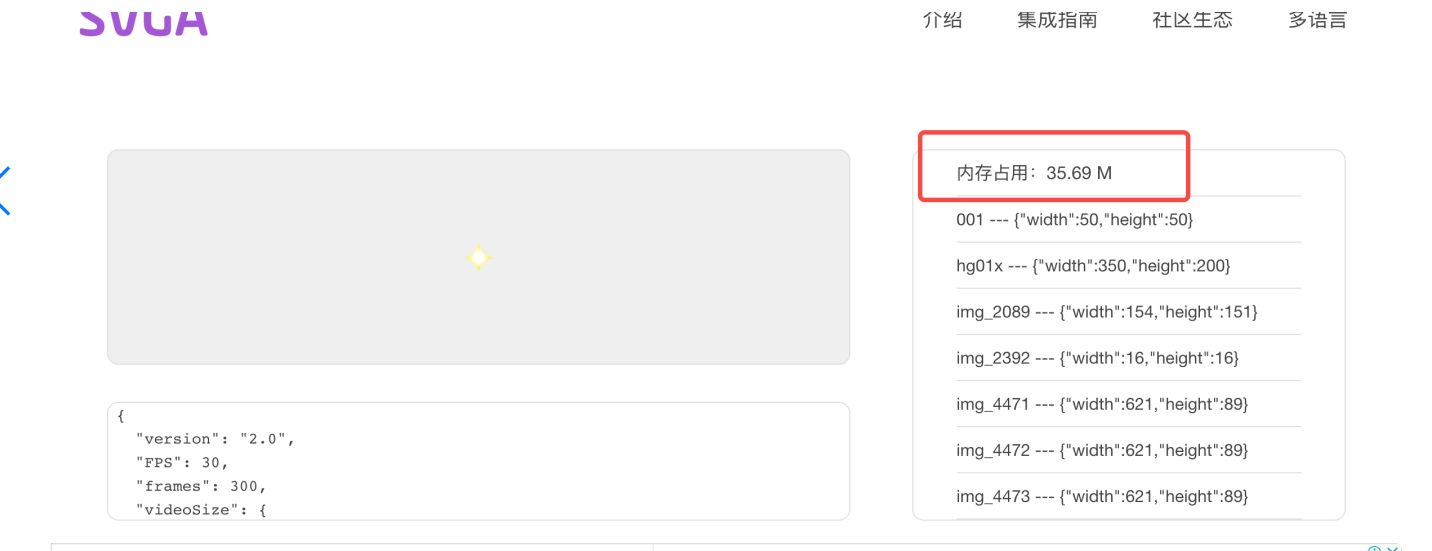 SVGA
介绍 集成指南 社区生态 多语言
内存占用：35.69 M
001 --- {"width":50,"height":50}
hg01x --- {"width":350,"height":200}
img_2089 --- {"width":154,"height":151}
img_2392 --- {"width":16,"height":16}
img_4471 --- {"width":621,"height":89}
img_4472 --- {"width":621,"height":89}
img_4473 --- {"width":621,"height":89}
{
"version": "2.0",
"FPS": 30,
"frames": 300,
"videoSize": {